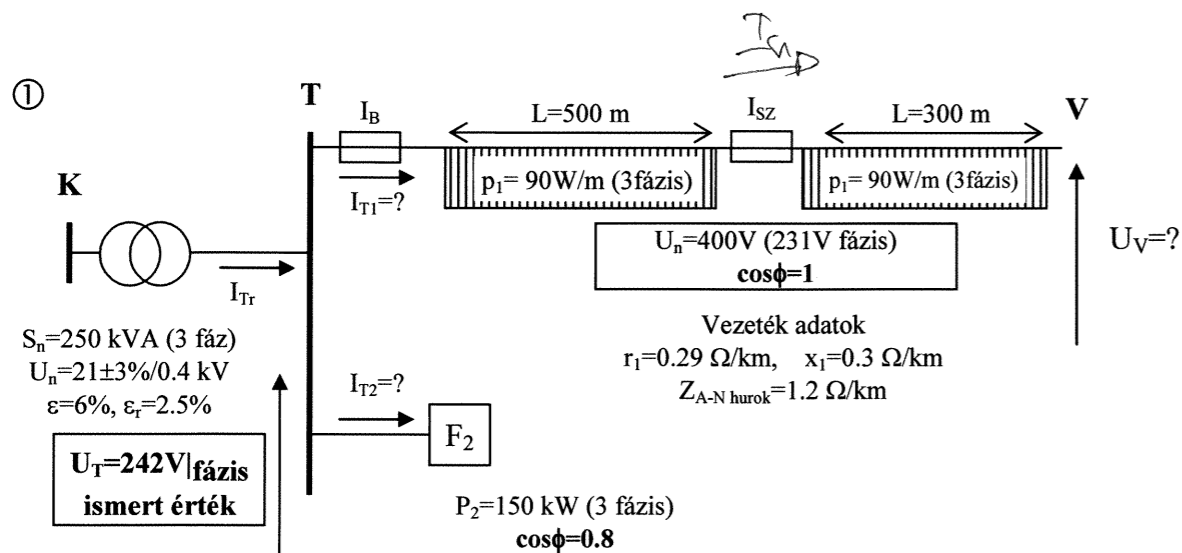 ①
T
I_B
L=500 m
I_SZ
L=300 m
V
K
I_T1=?
p₁= 90W/m (3fázis)
p₁= 90W/m (3fázis)
U_n=400V (231V fázis)
cosϕ=1
U_V=?
I_Tr
S_n=250 kVA (3 fáz)
U_n=21±3%/0.4 kV
ε=6%, ε_r=2.5%
Vezeték adatok
r₁=0.29 Ω/km, x₁=0.3 Ω/km
Z_A-N hurok=1.2 Ω/km
I_T2=?
F₂
U_T=242V|fázis
ismert érték
P₂=150 kW (3 fázis)
cosϕ=0.8